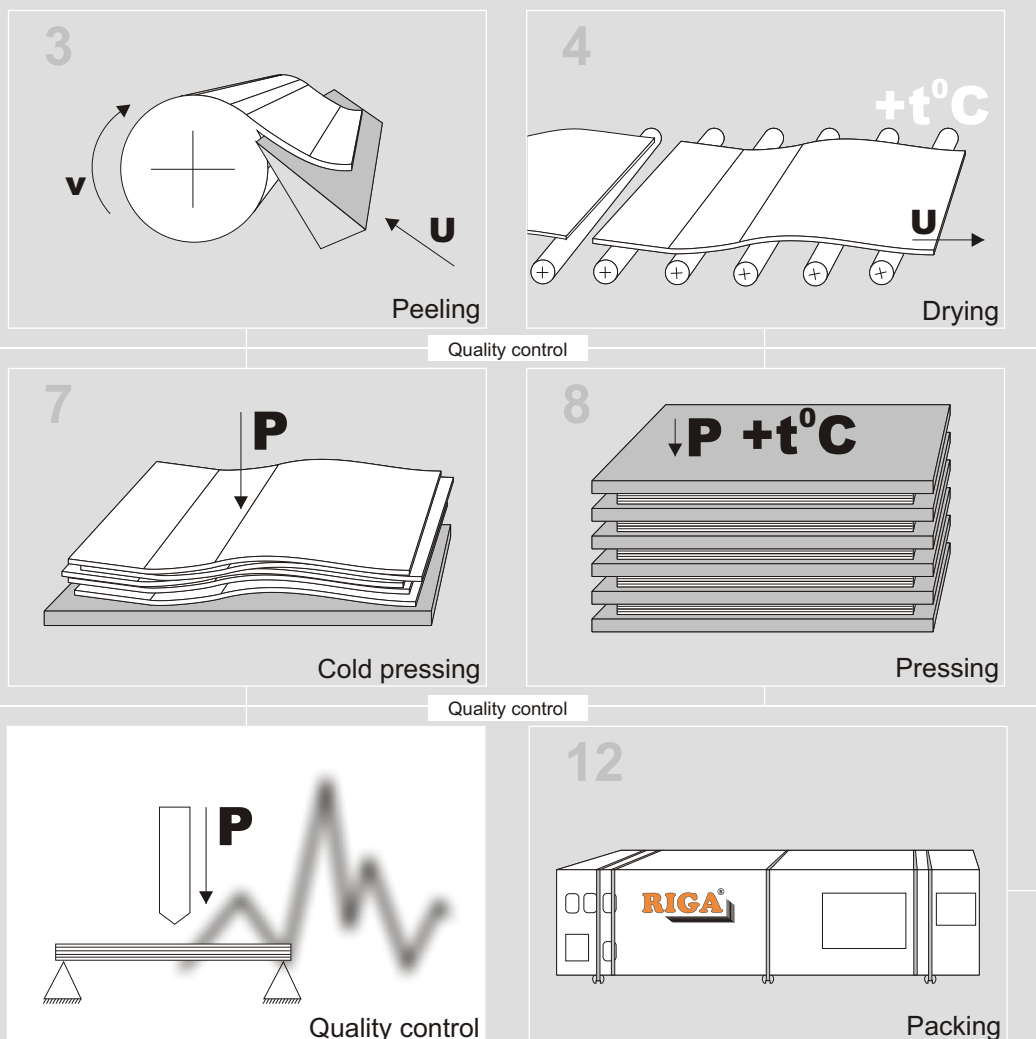 3
v
U
Peeling
4
+t⁰C
U
Drying
Quality control
7
P
Cold pressing
8
P +t⁰C
Pressing
Quality control
P
Quality control
12
RIGA®
Packing